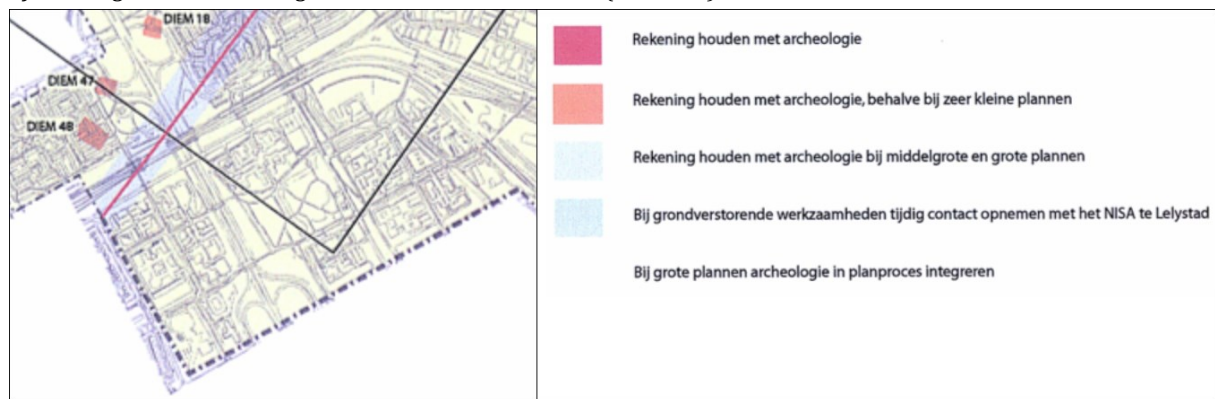 DIEM 18
DIEM 47
DIEM 48
Rekening houden met archeologie
Rekening houden met archeologie, behalve bij zeer kleine plannen
Rekening houden met archeologie bij middelgrote en grote plannen
Bij grondverstorende werkzaamheden tijdig contact opnemen met het NISA te Lelystad
Bij grote plannen archeologie in planproces integreren